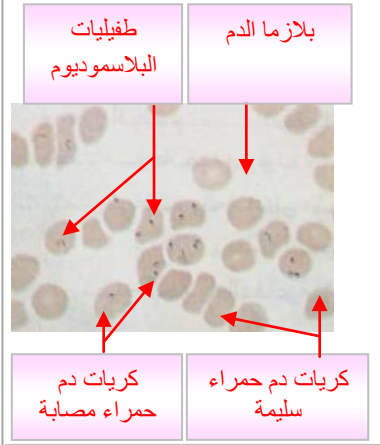 بلازما الدم
طفيليات
البلاسموديوم
كريات دم حمراء
سليمة
كريات دم
حمراء مصابة